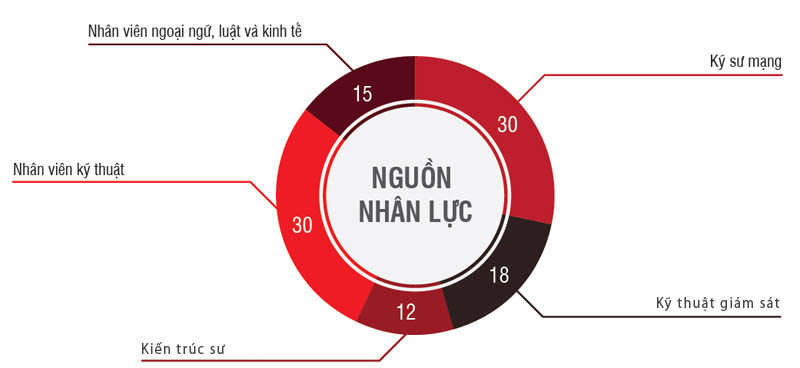 Nhân viên ngoại ngữ, luật và kinh tế
15
Kỹ sư mạng
30
Nhân viên kỹ thuật
30
NGUỒN
NHÂN LỰC
18
Kỹ thuật giám sát
12
Kiến trúc sư